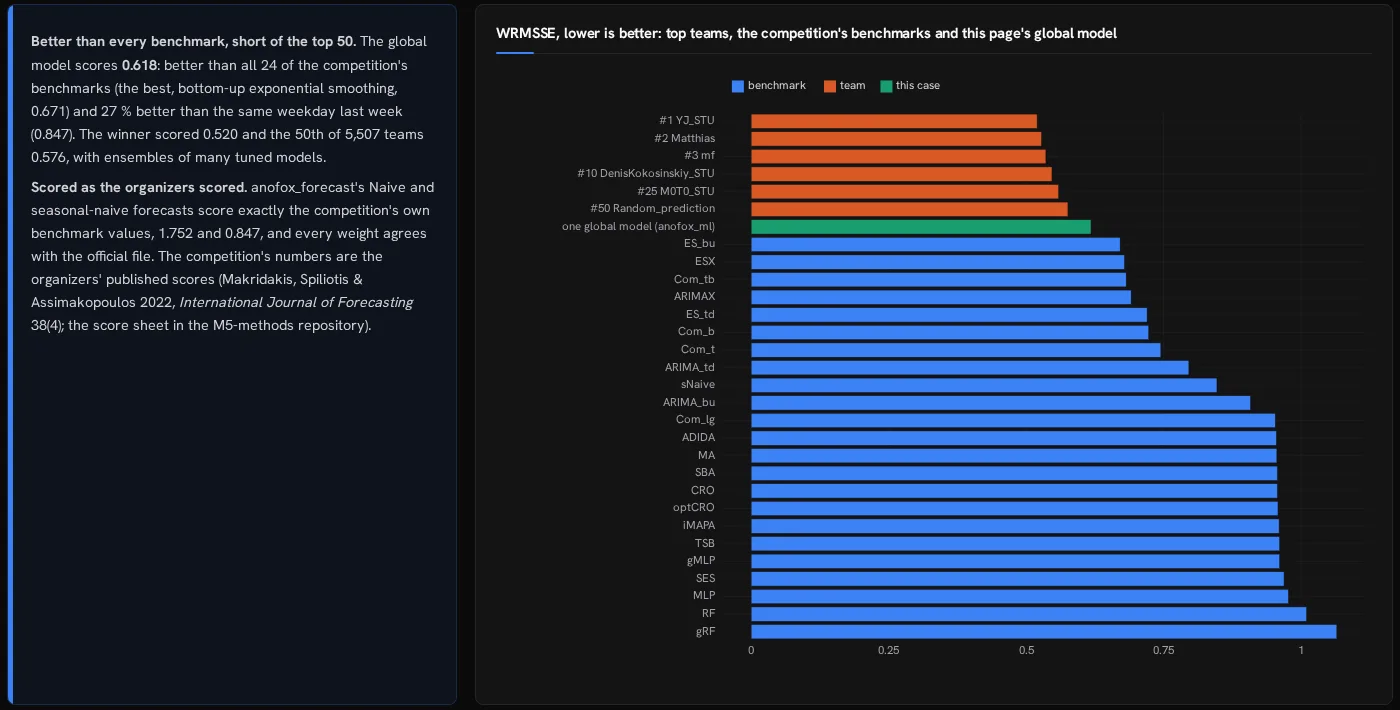 Better than every benchmark, short of the top 50. The global
model scores 0.618: better than all 24 of the competition's
benchmarks (the best, bottom-up exponential smoothing,
0.671) and 27 % better than the same weekday last week
(0.847). The winner scored 0.520 and the 50th of 5,507 teams
0.576, with ensembles of many tuned models.
Scored as the organizers scored. anofox_forecast's Naive and
seasonal-naive forecasts score exactly the competition's own
benchmark values, 1.752 and 0.847, and every weight agrees
with the official file. The competition's numbers are the
organizers' published scores (Makridakis, Spiliotis &
Assimakopoulos 2022, International Journal of Forecasting
38(4); the score sheet in the M5-methods repository).
WRMSSE, lower is better: top teams, the competition's benchmarks and this page's global model
benchmark team this case
#1 YJ_STU
#2 Matthias
#3 mf
#10 DenisKokosinskiy_STU
#25 M0T0_STU
#50 Random_prediction
one global model (anofox_ml)
ES_bu
ESX
Com_tb
ARIMAX
ES_td
Com_b
Com_t
ARIMA_td
sNaive
ARIMA_bu
Com_lg
ADIDA
MA
SBA
CRO
optCRO
iMAPA
TSB
gMLP
SES
MLP
RF
gRF
0 0.25 0.5 0.75 1